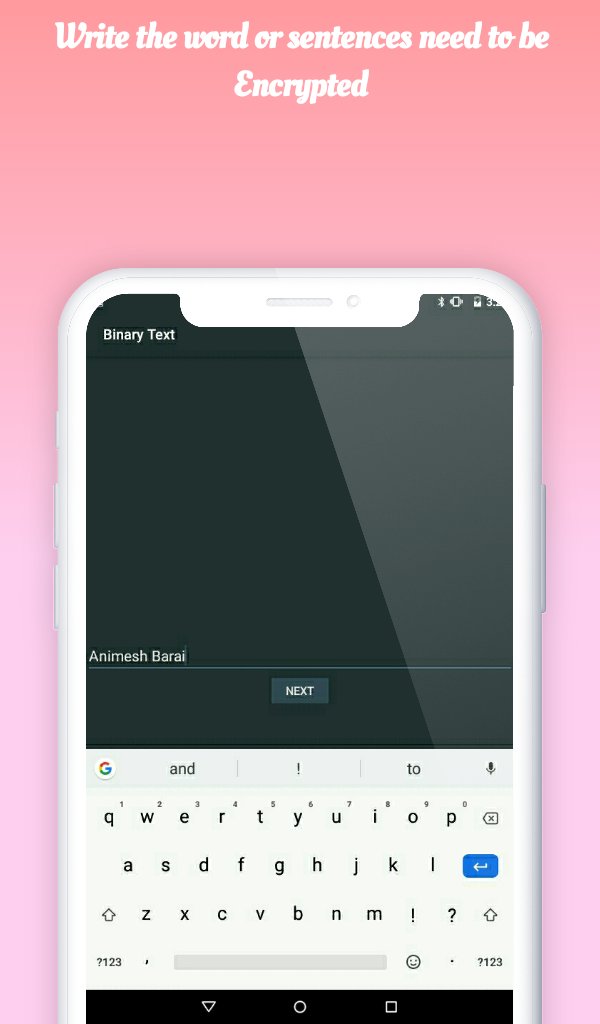 Write the word or sentences need to be
Encrypted
Binary Text
Animesh Barai
NEXT
and ! to
q 1 w 2 e 3 r 4 t 5 y 6 u 7 i 8 o 9 p 0
a s d f g h j k l
z x c v b n m ! ?
?123 , . ?123